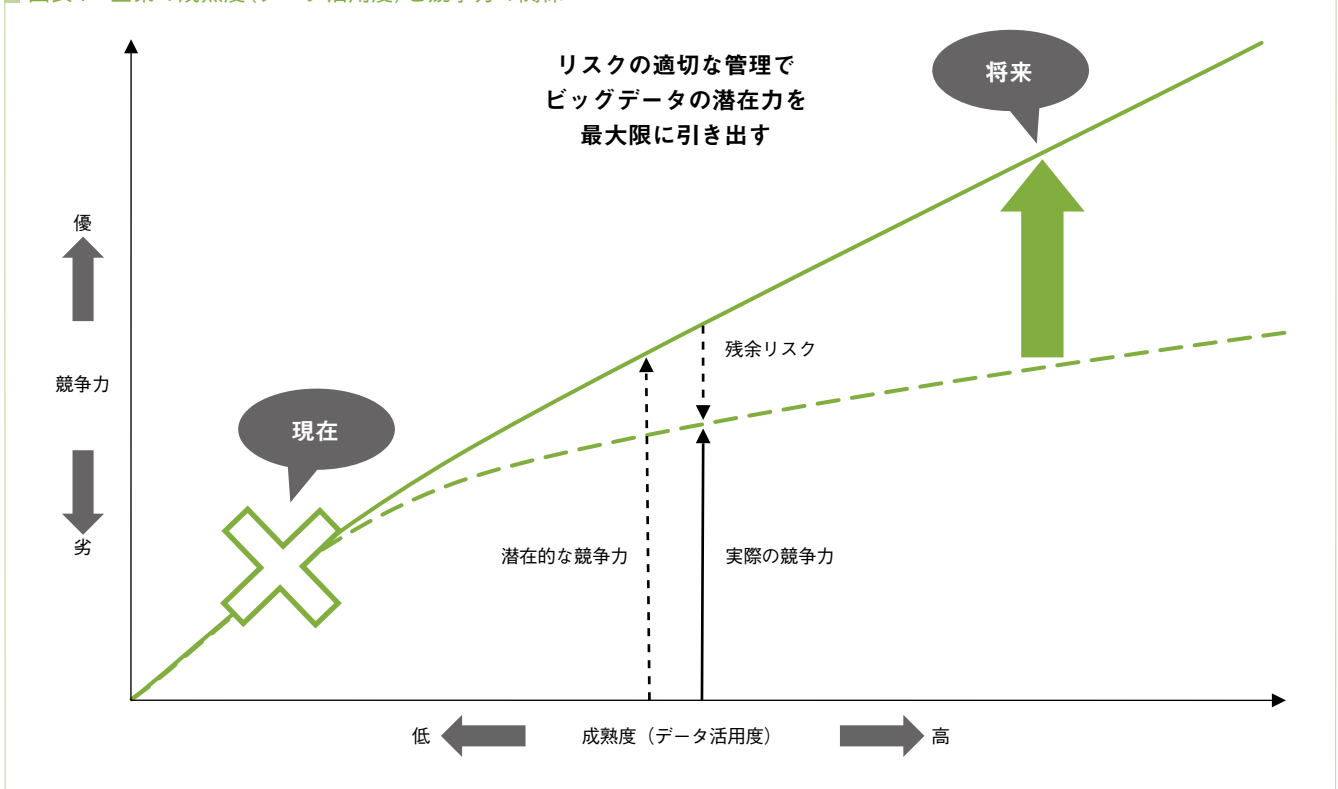 リスクの適切な管理で
ビッグデータの潜在力を
最大限に引き出す
将来
優
競争力
劣
現在
残余リスク
潜在的な競争力
実際の競争力
低
成熟度（データ活用度）
高